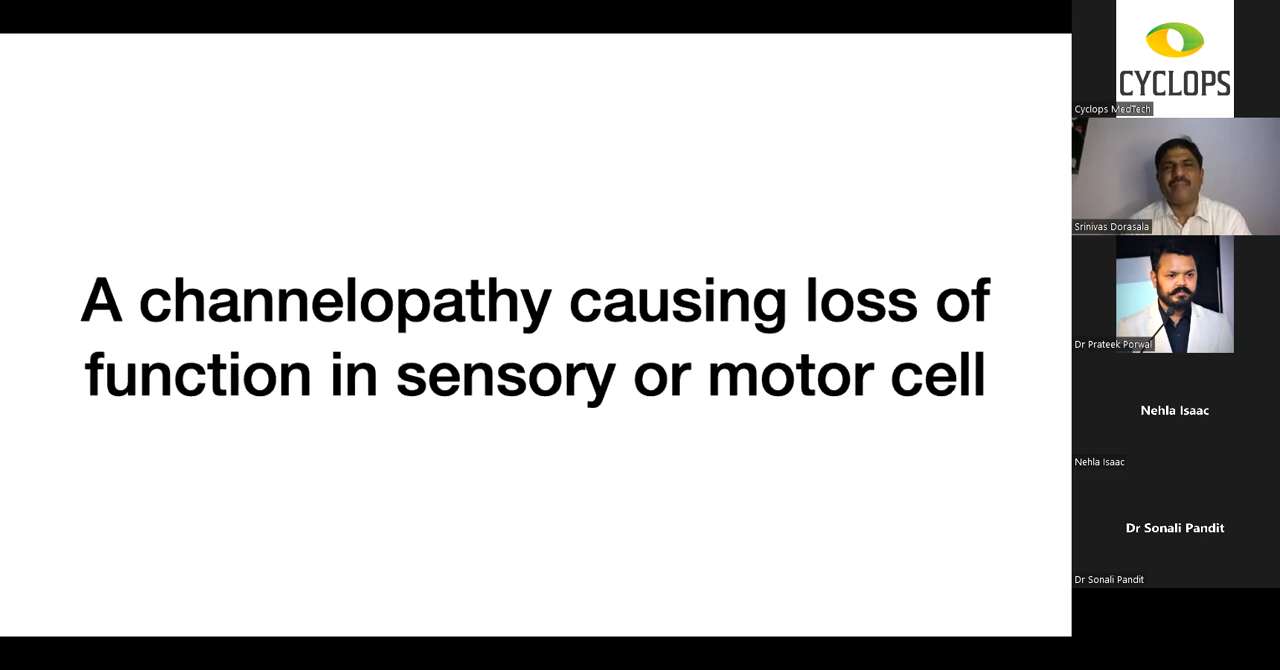 A channelopathy causing loss of
function in sensory or motor cell
CYCLOPS
Cyclops MedTech
Srinivas Dorasala
Dr Prateek Porwal
Nehla Isaac
Nehla Isaac
Dr Sonali Pandit
Dr Sonali Pandit